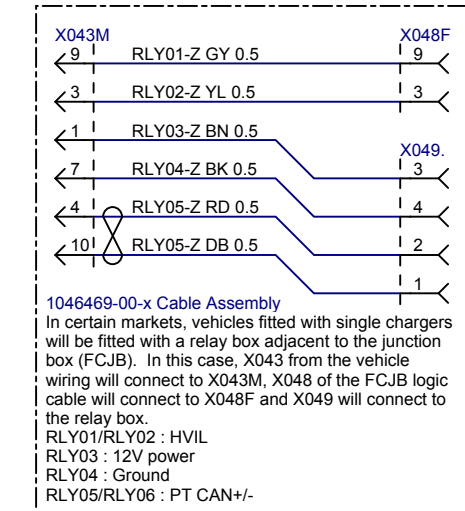 X043M X048F
9 RLY01-Z GY 0.5 9
3 RLY02-Z YL 0.5 3
1 RLY03-Z BN 0.5
X049.
7 RLY04-Z BK 0.5 3
4 RLY05-Z RD 0.5 4
10 RLY05-Z DB 0.5 2
1
1046469-00-x Cable Assembly
In certain markets, vehicles fitted with single chargers
will be fitted with a relay box adjacent to the junction
box (FCJB). In this case, X043 from the vehicle
wiring will connect to X043M, X048 of the FCJB logic
cable will connect to X048F and X049 will connect to
the relay box.
RLY01/RLY02 : HVIL
RLY03 : 12V power
RLY04 : Ground
RLY05/RLY06 : PT CAN+/-